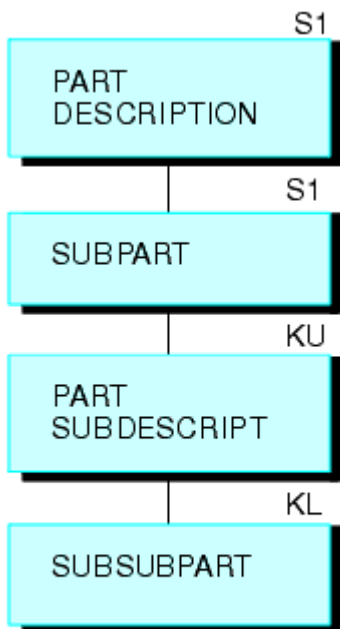 S1
PART
DESCRIPTION
S1
SUBPART
KU
PART
SUBDESCRIPT
KL
SUBSUBPART